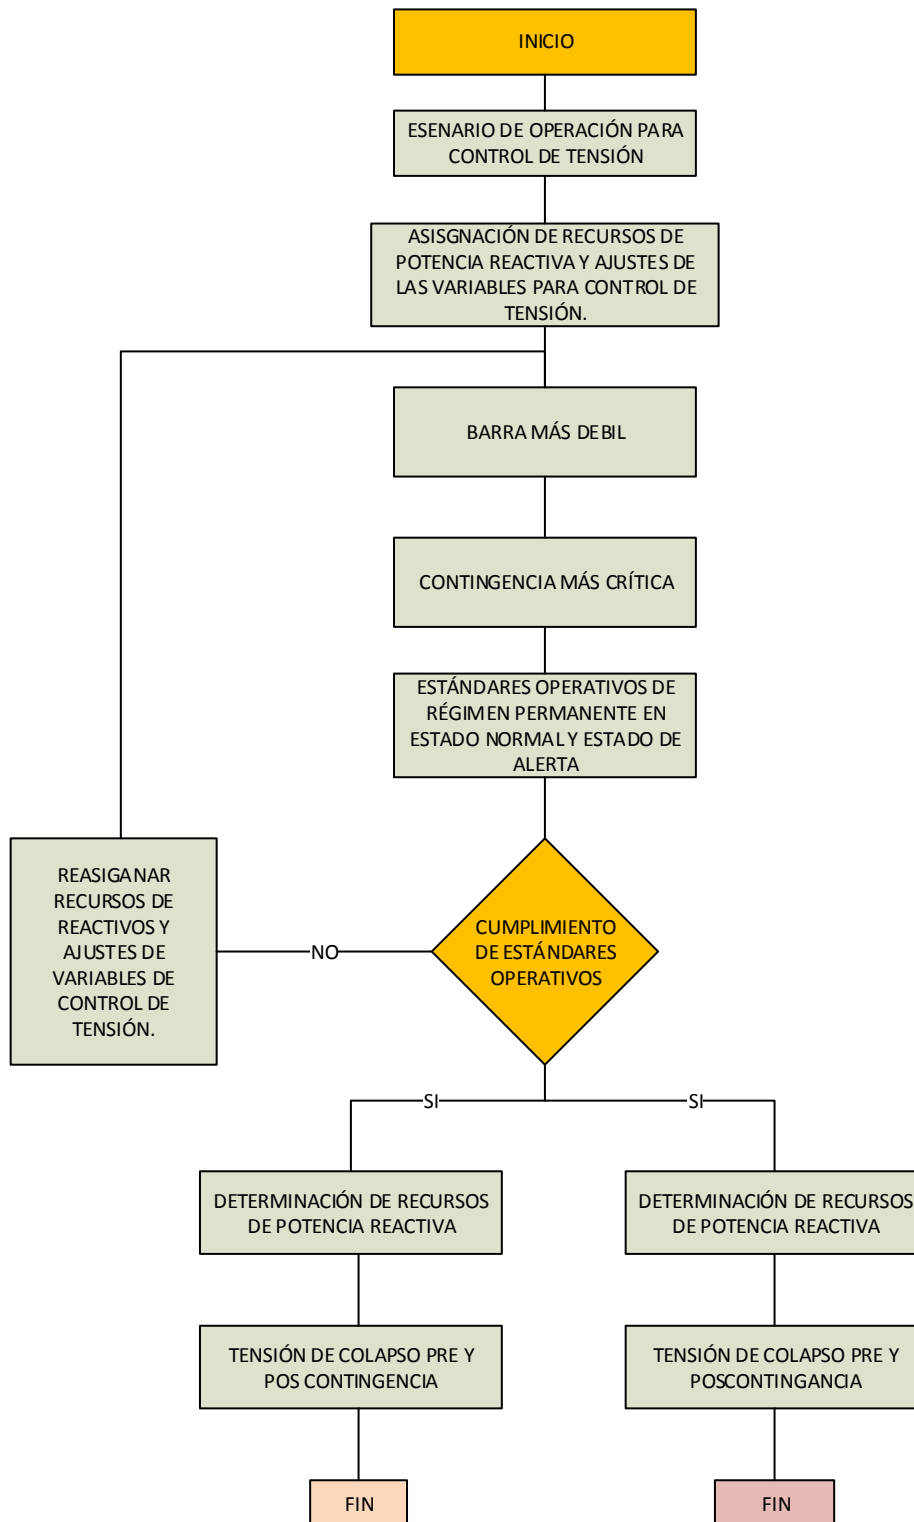 INICIO
ESENARIO DE OPERACIÓN PARA
CONTROL DE TENSIÓN
ASISGNACIÓN DE RECURSOS DE
POTENCIA REACTIVA Y AJUSTES DE
LAS VARIABLES PARA CONTROL DE
TENSIÓN.
BARRA MÁS DEBIL
CONTINGENCIA MÁS CRÍTICA
ESTÁNDARES OPERATIVOS DE
RÉGIMEN PERMANENTE EN
ESTADO NORMAL Y ESTADO DE
ALERTA
REASIGANAR
RECURSOS DE
REACTIVOS Y
AJUSTES DE
VARIABLES DE
CONTROL DE
TENSIÓN.
NO
CUMPLIMIENTO
DE ESTÁNDARES
OPERATIVOS
SI
SI
DETERMINACIÓN DE RECURSOS
DE POTENCIA REACTIVA
DETERMINACIÓN DE RECURSOS
DE POTENCIA REACTIVA
TENSIÓN DE COLAPSO PRE Y
POS CONTINGENCIA
TENSIÓN DE COLAPSO PRE Y
POSCONTINGANCIA
FIN
FIN